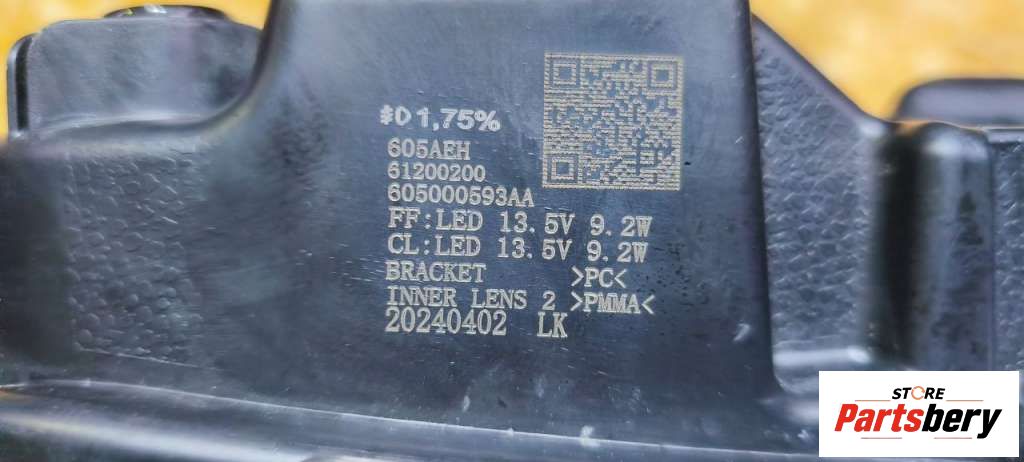 D 1,75%
605AEH
61200200
605000593AA
FF:LED 13.5V 9.2W
CL:LED 13.5V 9.2W
BRACKET >PC<
INNER LENS 2 >PMMA<
20240402 LK
STORE
Partsbery